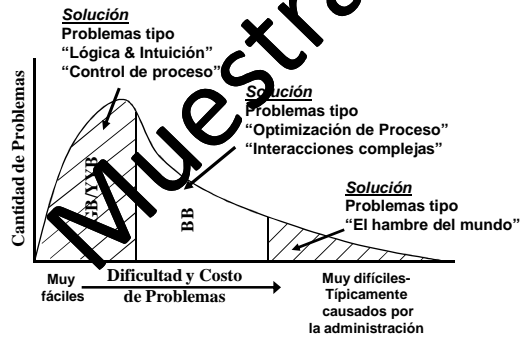 Solución
Problemas tipo
“Lógica & Intuición”
“Control de proceso”
Solución
Problemas tipo
“Optimización de Proceso”
“Interacciones complejas”
Solución
Problemas tipo
“El hambre del mundo”
Cantidad de Problemas
BB
Muy
fáciles
Dificultad y Costo
de Problemas
Muy difíciles-
Típicamente
causados por
la administración
Muestra